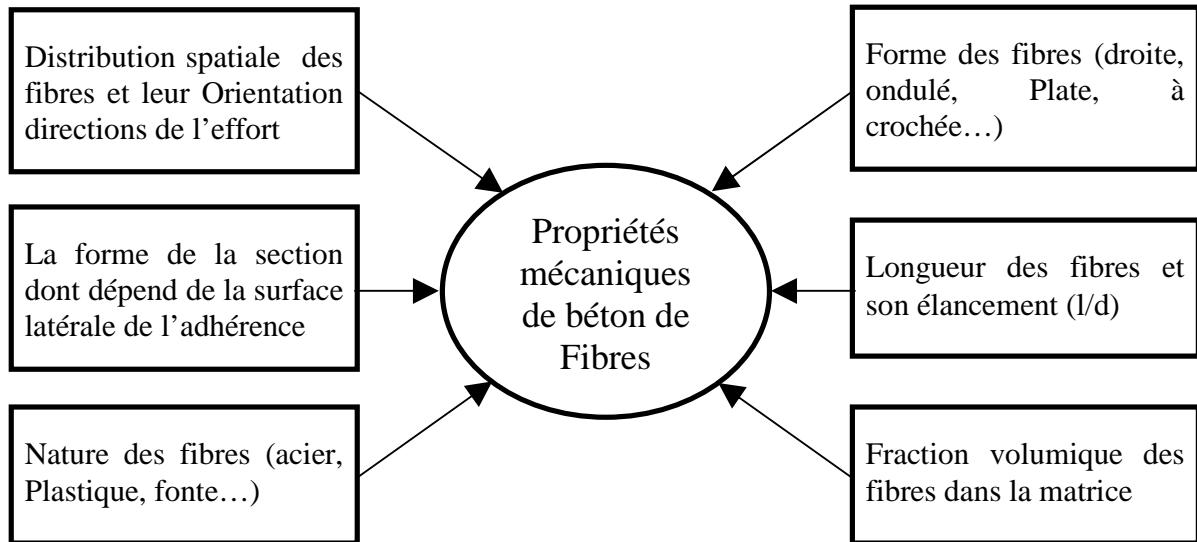 Distribution spatiale des
fibres et leur Orientation
directions de l’effort
La forme de la section
dont dépend de la surface
latérale de l’adhérence
Nature des fibres (acier,
Plastique, fonte…)
Propriétés
mécaniques
de béton de
Fibres
Forme des fibres (droite,
ondulé, Plate, à
crochée…)
Longueur des fibres et
son élancement (l/d)
Fraction volumique des
fibres dans la matrice